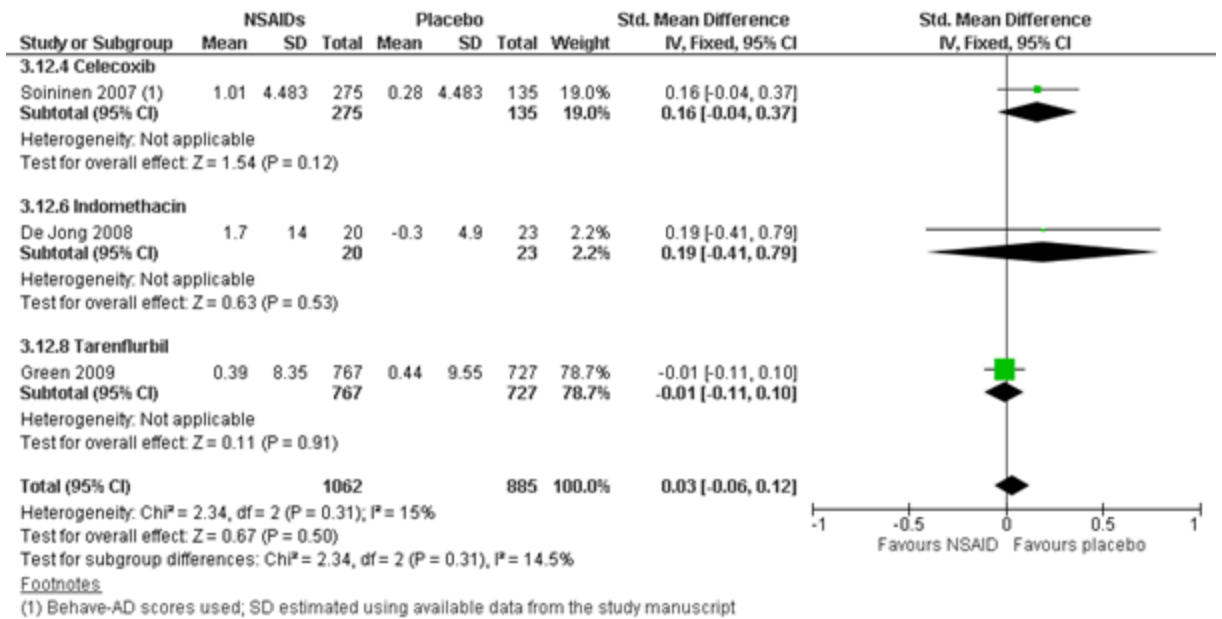 NSAIDs Placebo Std. Mean Difference Std. Mean Difference
Study or Subgroup Mean SD Total Mean SD Total Weight IV, Fixed, 95% CI IV, Fixed, 95% CI
3.12.4 Celecoxib
Soininen 2007 (1) 1.01 4.483 275 0.28 4.483 135 19.0% 0.16 [-0.04, 0.37]
Subtotal (95% CI) 275 135 19.0% 0.16 [-0.04, 0.37]
Heterogeneity: Not applicable
Test for overall effect: Z = 1.54 (P = 0.12)
3.12.6 Indomethacin
De Jong 2008 1.7 14 20 -0.3 4.9 23 2.2% 0.19 [-0.41, 0.79]
Subtotal (95% CI) 20 23 2.2% 0.19 [-0.41, 0.79]
Heterogeneity: Not applicable
Test for overall effect: Z = 0.63 (P = 0.53)
3.12.8 Tarenflurbil
Green 2009 0.39 8.35 767 0.44 9.55 727 78.7% -0.01 [-0.11, 0.10]
Subtotal (95% CI) 767 727 78.7% -0.01 [-0.11, 0.10]
Heterogeneity: Not applicable
Test for overall effect: Z = 0.11 (P = 0.91)
Total (95% CI) 1062 885 100.0% 0.03 [-0.06, 0.12]
Heterogeneity: Chi² = 2.34, df = 2 (P = 0.31); I² = 15%
Test for overall effect: Z = 0.67 (P = 0.50)
Test for subgroup differences: Chi² = 2.34, df = 2 (P = 0.31), I² = 14.5%
-1 -0.5 0 0.5 1
Favours NSAID Favours placebo
Footnotes
(1) Behave-AD scores used; SD estimated using available data from the study manuscript